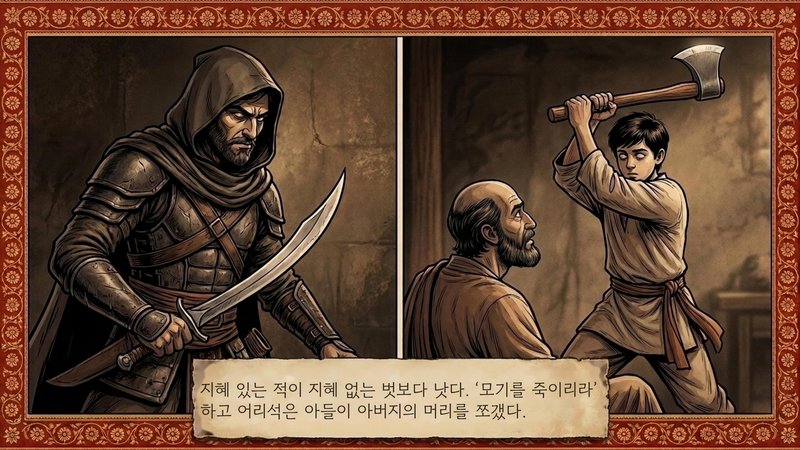 지혜 있는 적이 지혜 없는 벗보다 낫다. ‘모기를 죽이리라’
하고 어리석은 아들이 아버지의 머리를 쪼갰다.